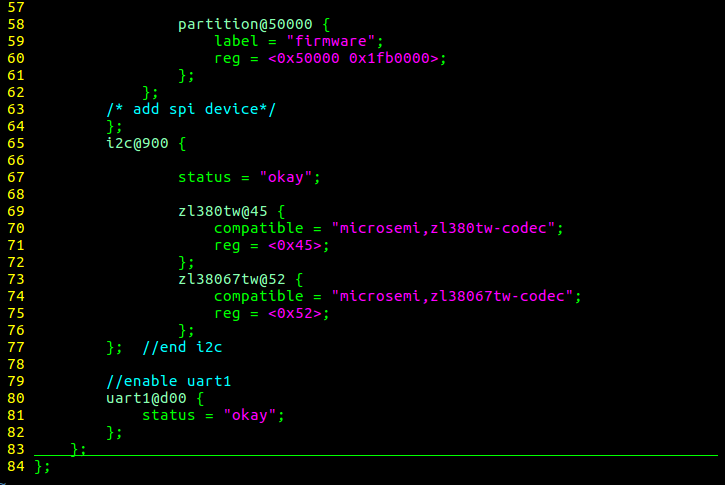 57
58                 partition@50000 {
59                     label = "firmware";
60                     reg = <0x50000 0x1fb0000>;
61                 };
62             };
63         /* add spi device*/
64         };
65         i2c@900 {
66
67                 status = "okay";
68
69                 zl380tw@45 {
70                     compatible = "microsemi,zl380tw-codec";
71                     reg = <0x45>;
72                 };
73                 zl38067tw@52 {
74                     compatible = "microsemi,zl38067tw-codec";
75                     reg = <0x52>;
76                 };
77         };  //end i2c
78
79         //enable uart1
80         uart1@d00 {
81             status = "okay";
82         };
83     };
84 };
~